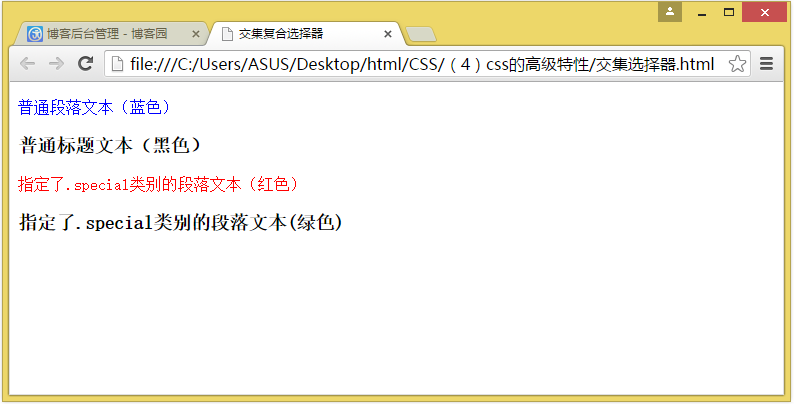 博客后台管理 - 博客园
交集复合选择器
file:///C:/Users/ASUS/Desktop/html/CSS/（4）css的高级特性/交集选择器.html
普通段落文本（蓝色）
普通标题文本（黑色）
指定了.special类别的段落文本（红色）
指定了.special类别的段落文本(绿色)